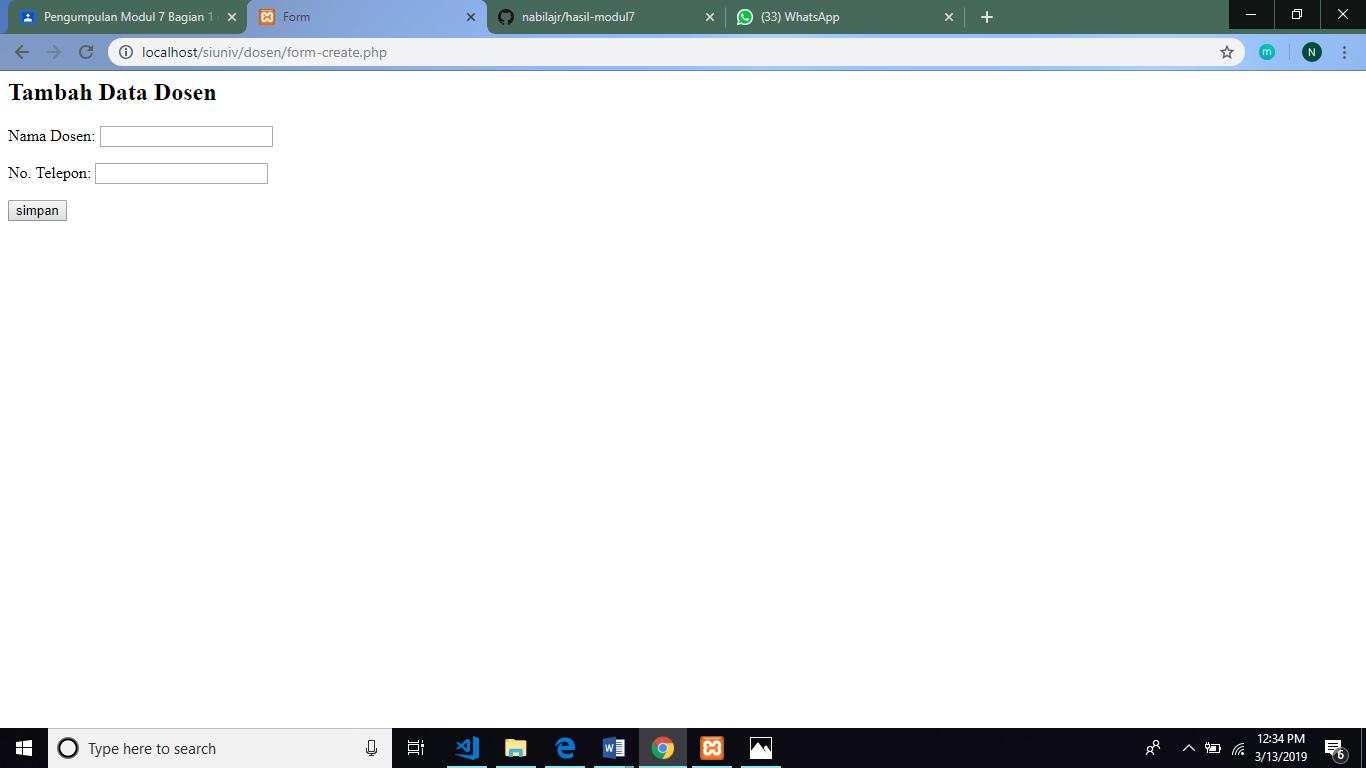 Pengumpulan Modul 7 Bagian 1
Form
nabilajr/hasil-modul7
(33) WhatsApp
localhost/siuniv/dosen/form-create.php
m
N
Tambah Data Dosen
Nama Dosen:
No. Telepon:
simpan
Type here to search
12:34 PM
3/13/2019
6